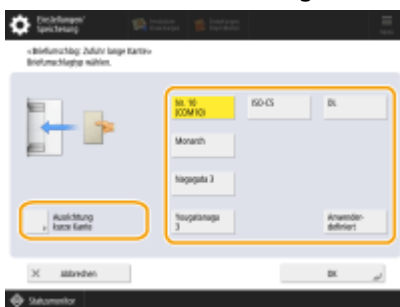 Einstellungen/
Speicherung
<Briefumschlag: Zufuhr lange Kante>
Briefumschlagtyp wählen.
Nr. 10
(COM10)
ISO-C5
DL
Monarch
Nagagata 3
Ausrichtung
kurze Kante
Yougatanaga
3
Anwender-
definiert
Abbrechen
OK
Statusmonitor